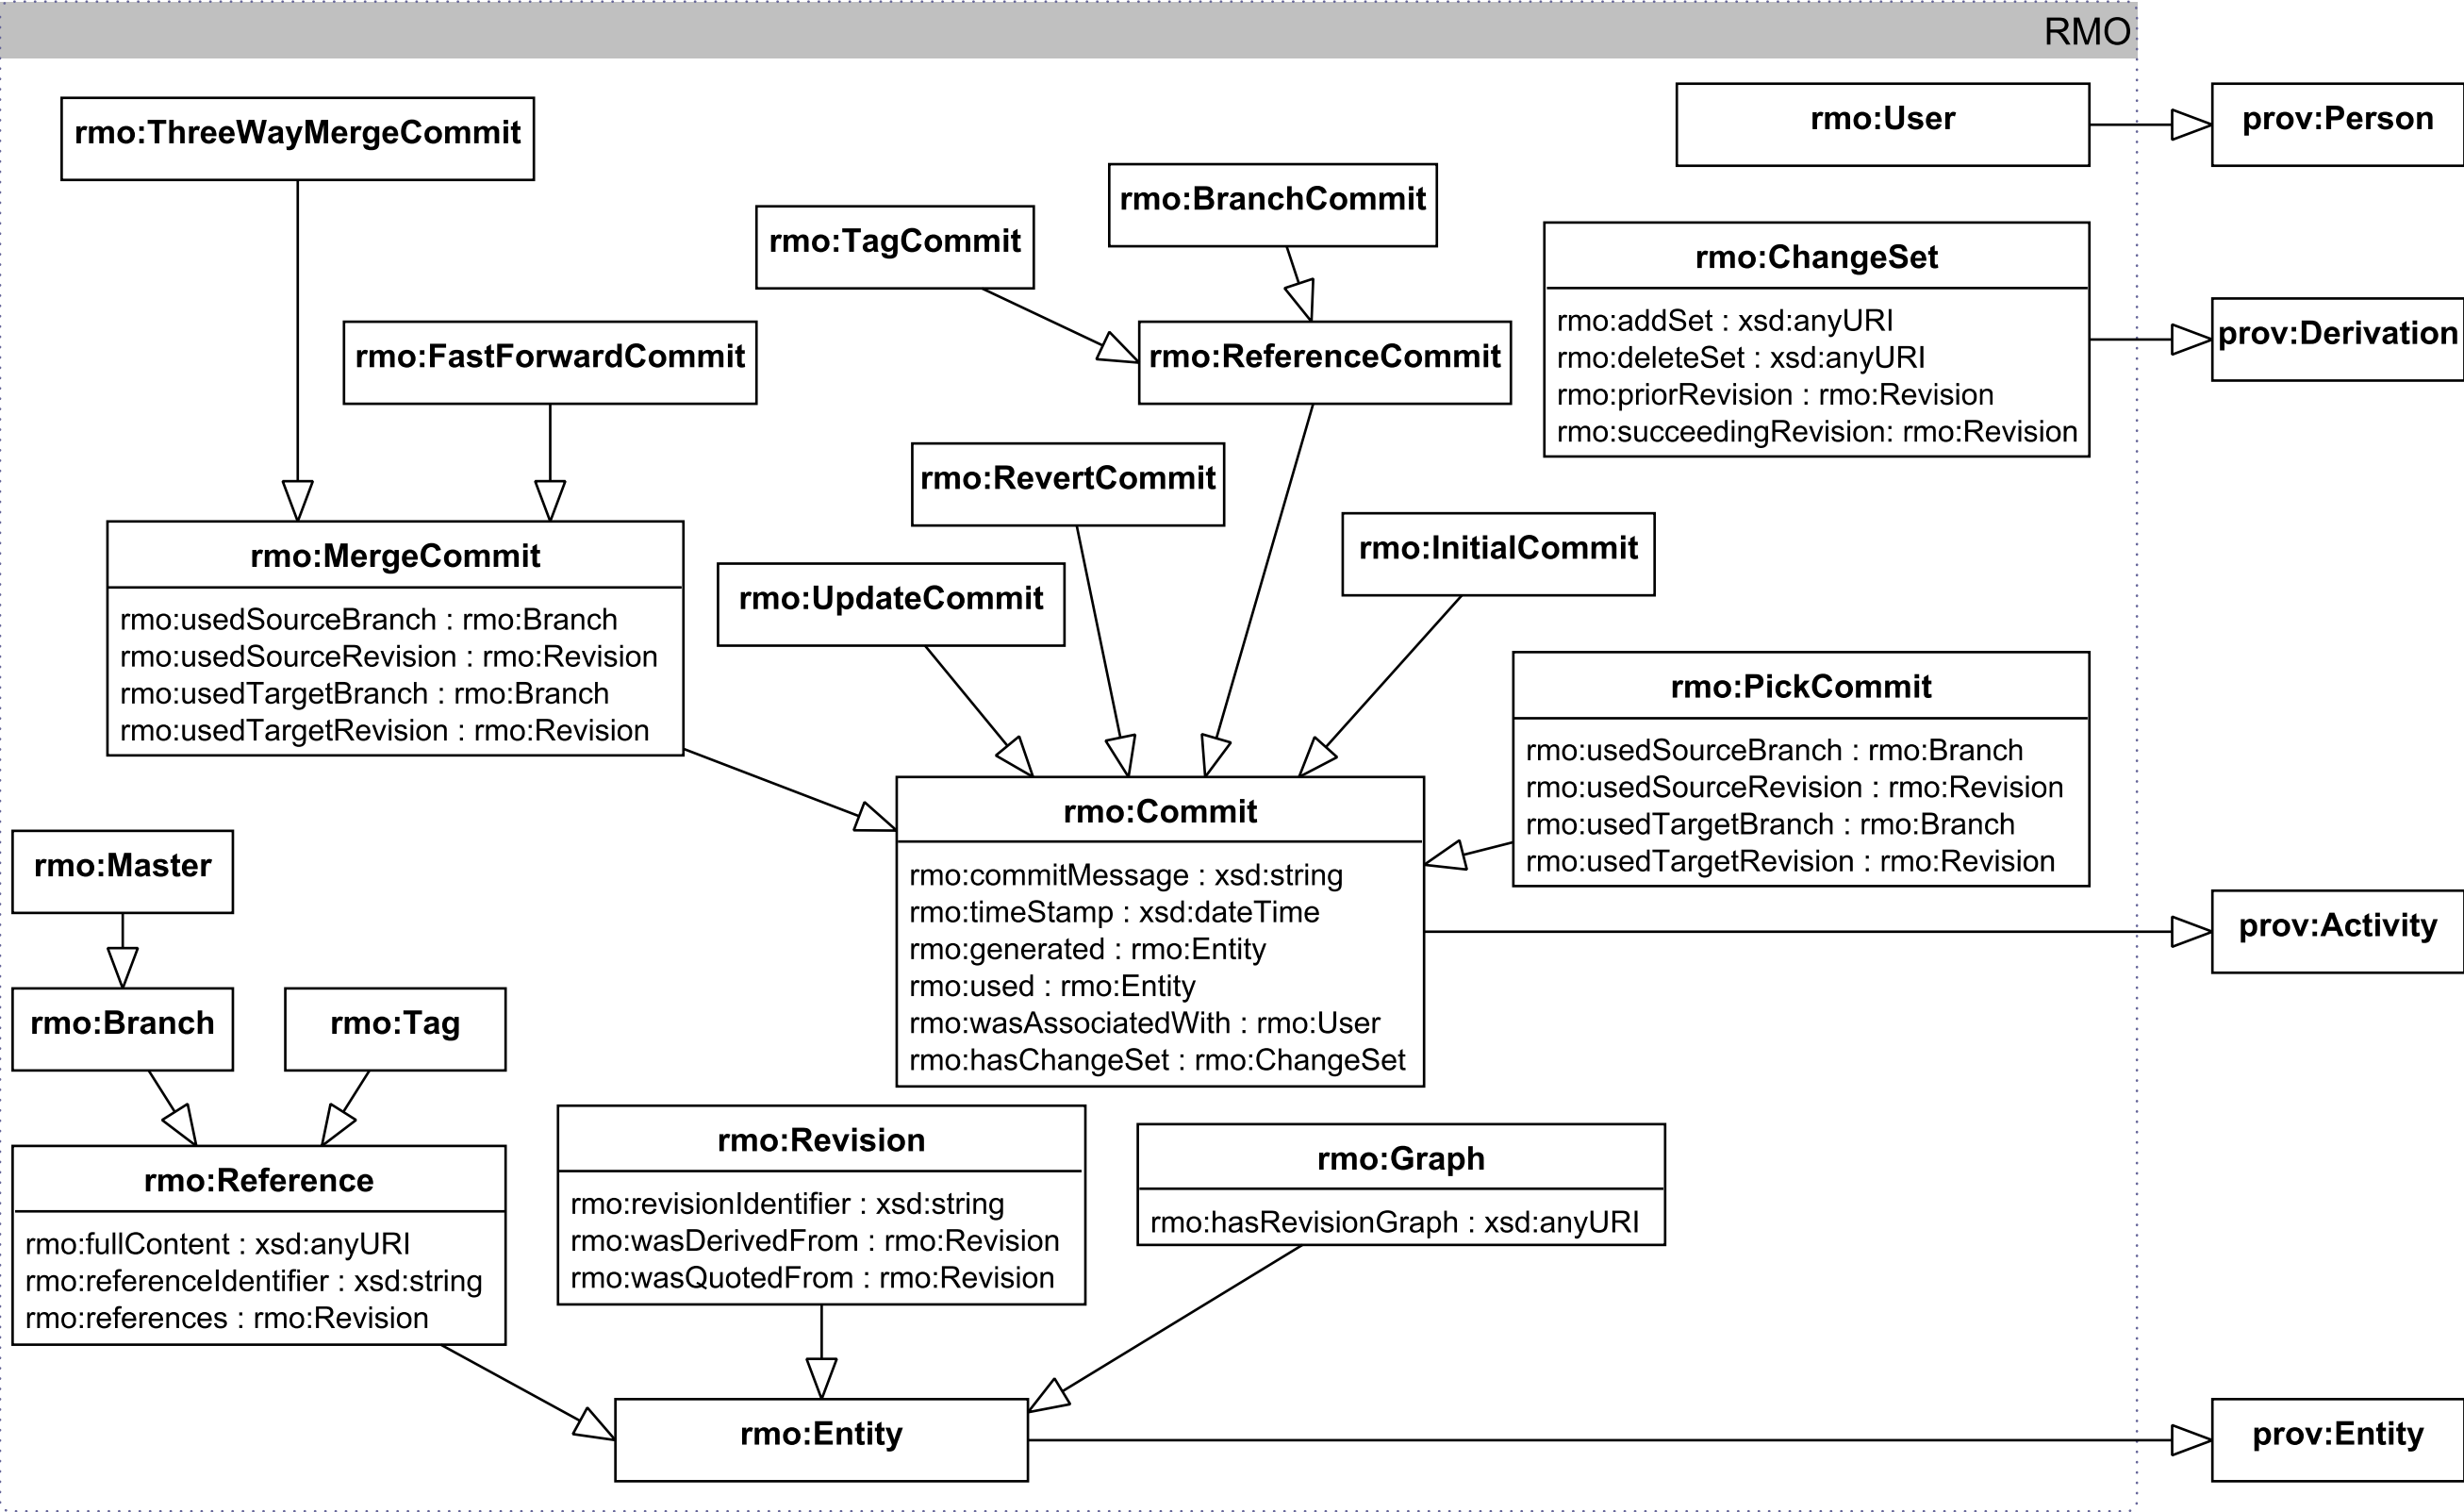 RMO
rmo:ThreeWayMergeCommit
rmo:User
prov:Person
rmo:BranchCommit
rmo:TagCommit
rmo:ChangeSet
rmo:addSet : xsd:anyURI
rmo:deleteSet : xsd:anyURI
rmo:priorRevision : rmo:Revision
rmo:succeedingRevision: rmo:Revision
prov:Derivation
rmo:FastForwardCommit
rmo:ReferenceCommit
rmo:RevertCommit
rmo:InitialCommit
rmo:MergeCommit
rmo:usedSourceBranch : rmo:Branch
rmo:usedSourceRevision : rmo:Revision
rmo:usedTargetBranch : rmo:Branch
rmo:usedTargetRevision : rmo:Revision
rmo:UpdateCommit
rmo:PickCommit
rmo:usedSourceBranch : rmo:Branch
rmo:usedSourceRevision : rmo:Revision
rmo:usedTargetBranch : rmo:Branch
rmo:usedTargetRevision : rmo:Revision
rmo:Commit
rmo:commitMessage : xsd:string
rmo:timeStamp : xsd:dateTime
rmo:generated : rmo:Entity
rmo:used : rmo:Entity
rmo:wasAssociatedWith : rmo:User
rmo:hasChangeSet : rmo:ChangeSet
prov:Activity
rmo:Master
rmo:Branch
rmo:Tag
rmo:Reference
rmo:fullContent : xsd:anyURI
rmo:referenceIdentifier : xsd:string
rmo:references : rmo:Revision
rmo:Revision
rmo:revisionIdentifier : xsd:string
rmo:wasDerivedFrom : rmo:Revision
rmo:wasQuotedFrom : rmo:Revision
rmo:Graph
rmo:hasRevisionGraph : xsd:anyURI
rmo:Entity
prov:Entity